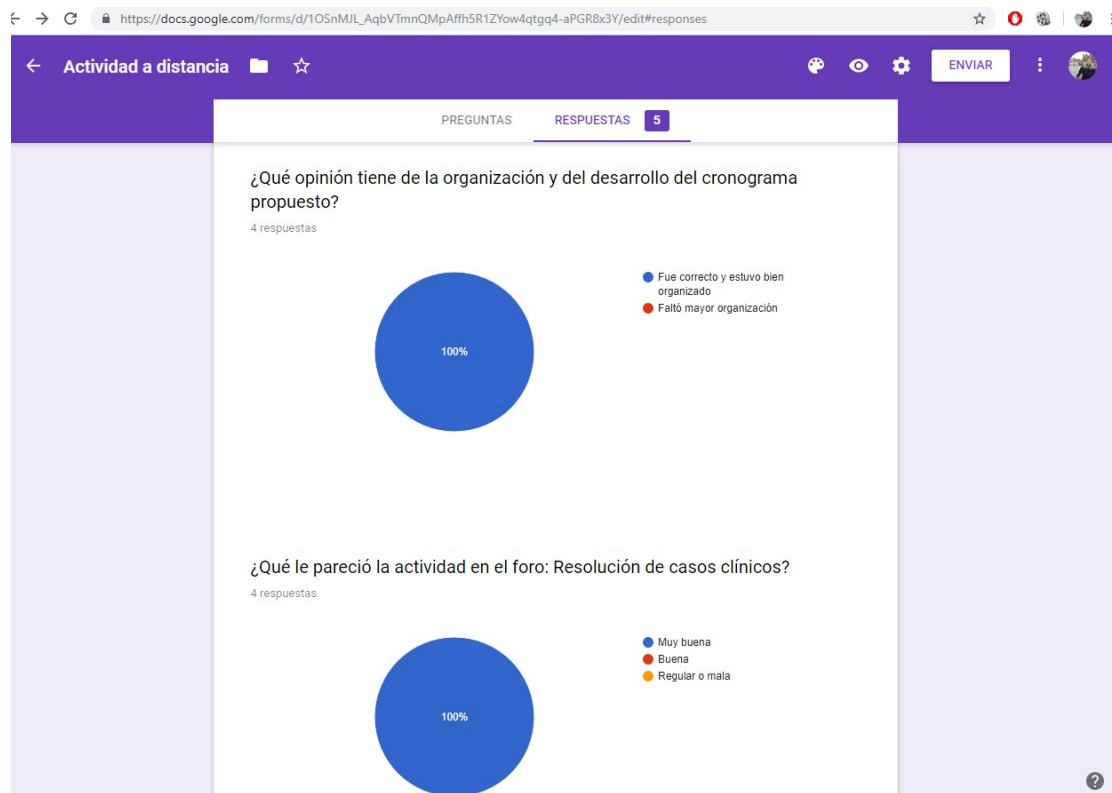 https://docs.google.com/forms/d/1OSnMJL_AqbVTmnQMpAffh5R1ZYow4qtgq4-aPGR8x3Y/edit#responses
Actividad a distancia
ENVIAR
PREGUNTAS RESPUESTAS 5
¿Qué opinión tiene de la organización y del desarrollo del cronograma
propuesto?
4 respuestas
Fue correcto y estuvo bien
organizado
Faltó mayor organización
100%
¿Qué le pareció la actividad en el foro: Resolución de casos clínicos?
4 respuestas
Muy buena
Buena
Regular o mala
100%